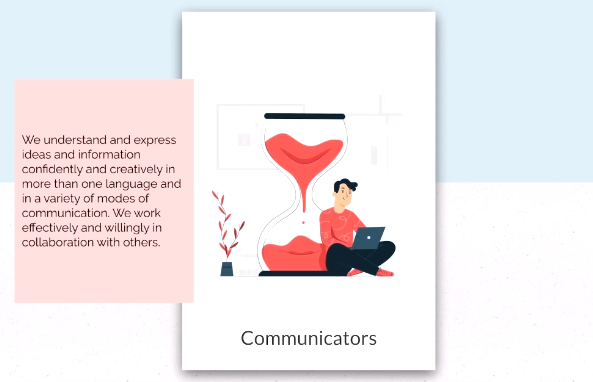 We understand and express
ideas and information
confidently and creatively in
more than one language and
in a variety of modes of
communication. We work
effectively and willingly in
collaboration with others.
Communicators